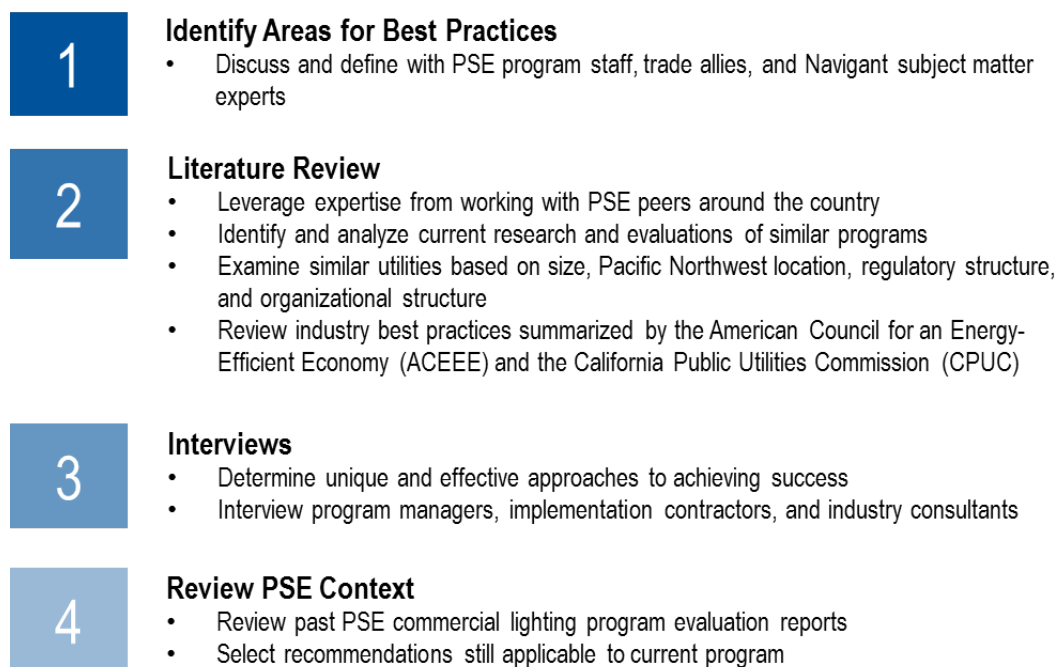 1
Identify Areas for Best Practices
• Discuss and define with PSE program staff, trade allies, and Navigant subject matter
experts
2
Literature Review
• Leverage expertise from working with PSE peers around the country
• Identify and analyze current research and evaluations of similar programs
• Examine similar utilities based on size, Pacific Northwest location, regulatory structure,
and organizational structure
• Review industry best practices summarized by the American Council for an Energy-
Efficient Economy (ACEEE) and the California Public Utilities Commission (CPUC)
3
Interviews
• Determine unique and effective approaches to achieving success
• Interview program managers, implementation contractors, and industry consultants
4
Review PSE Context
• Review past PSE commercial lighting program evaluation reports
• Select recommendations still applicable to current program